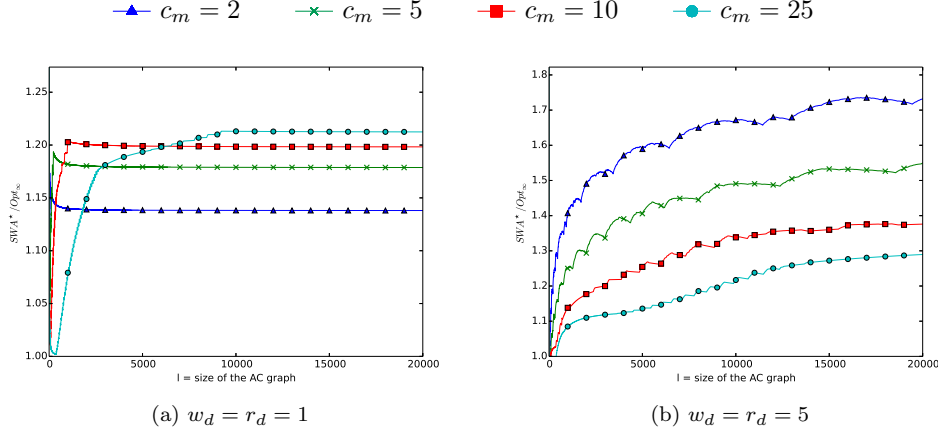 c_m = 2 c_m = 5 c_m = 10 c_m = 25
SWA*/Opt_∞
1.25
1.20
1.15
1.10
1.05
1.00
0 5000 10000 15000 20000
l = size of the AC graph
(a) w_d = r_d = 1
SWA*/Opt_∞
1.8
1.7
1.6
1.5
1.4
1.3
1.2
1.1
1.0
0 5000 10000 15000 20000
l = size of the AC graph
(b) w_d = r_d = 5